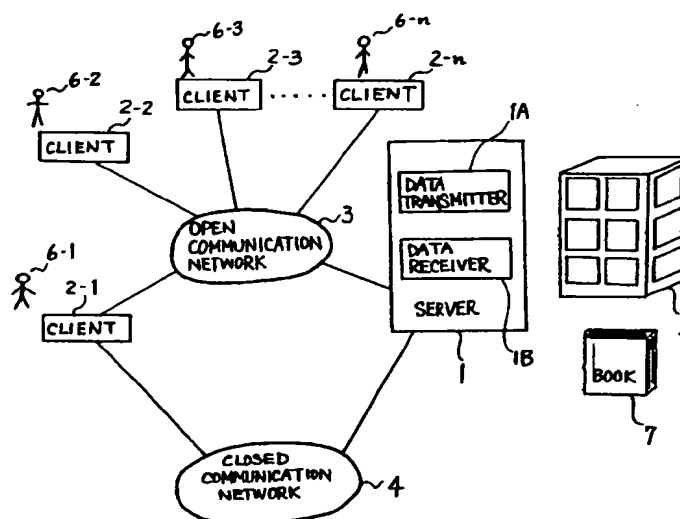 6-3
6-n
6-2
2-3
2-n
2-2
CLIENT
.....
CLIENT
1A
CLIENT
DATA
TRANSMITTER
3
OPEN
COMMUNICATION
NETWORK
DATA
RECEIVER
6-1
2-1
CLIENT
SERVER
1
1B
BOOK
7
CLOSED
COMMUNICATION
NETWORK
4